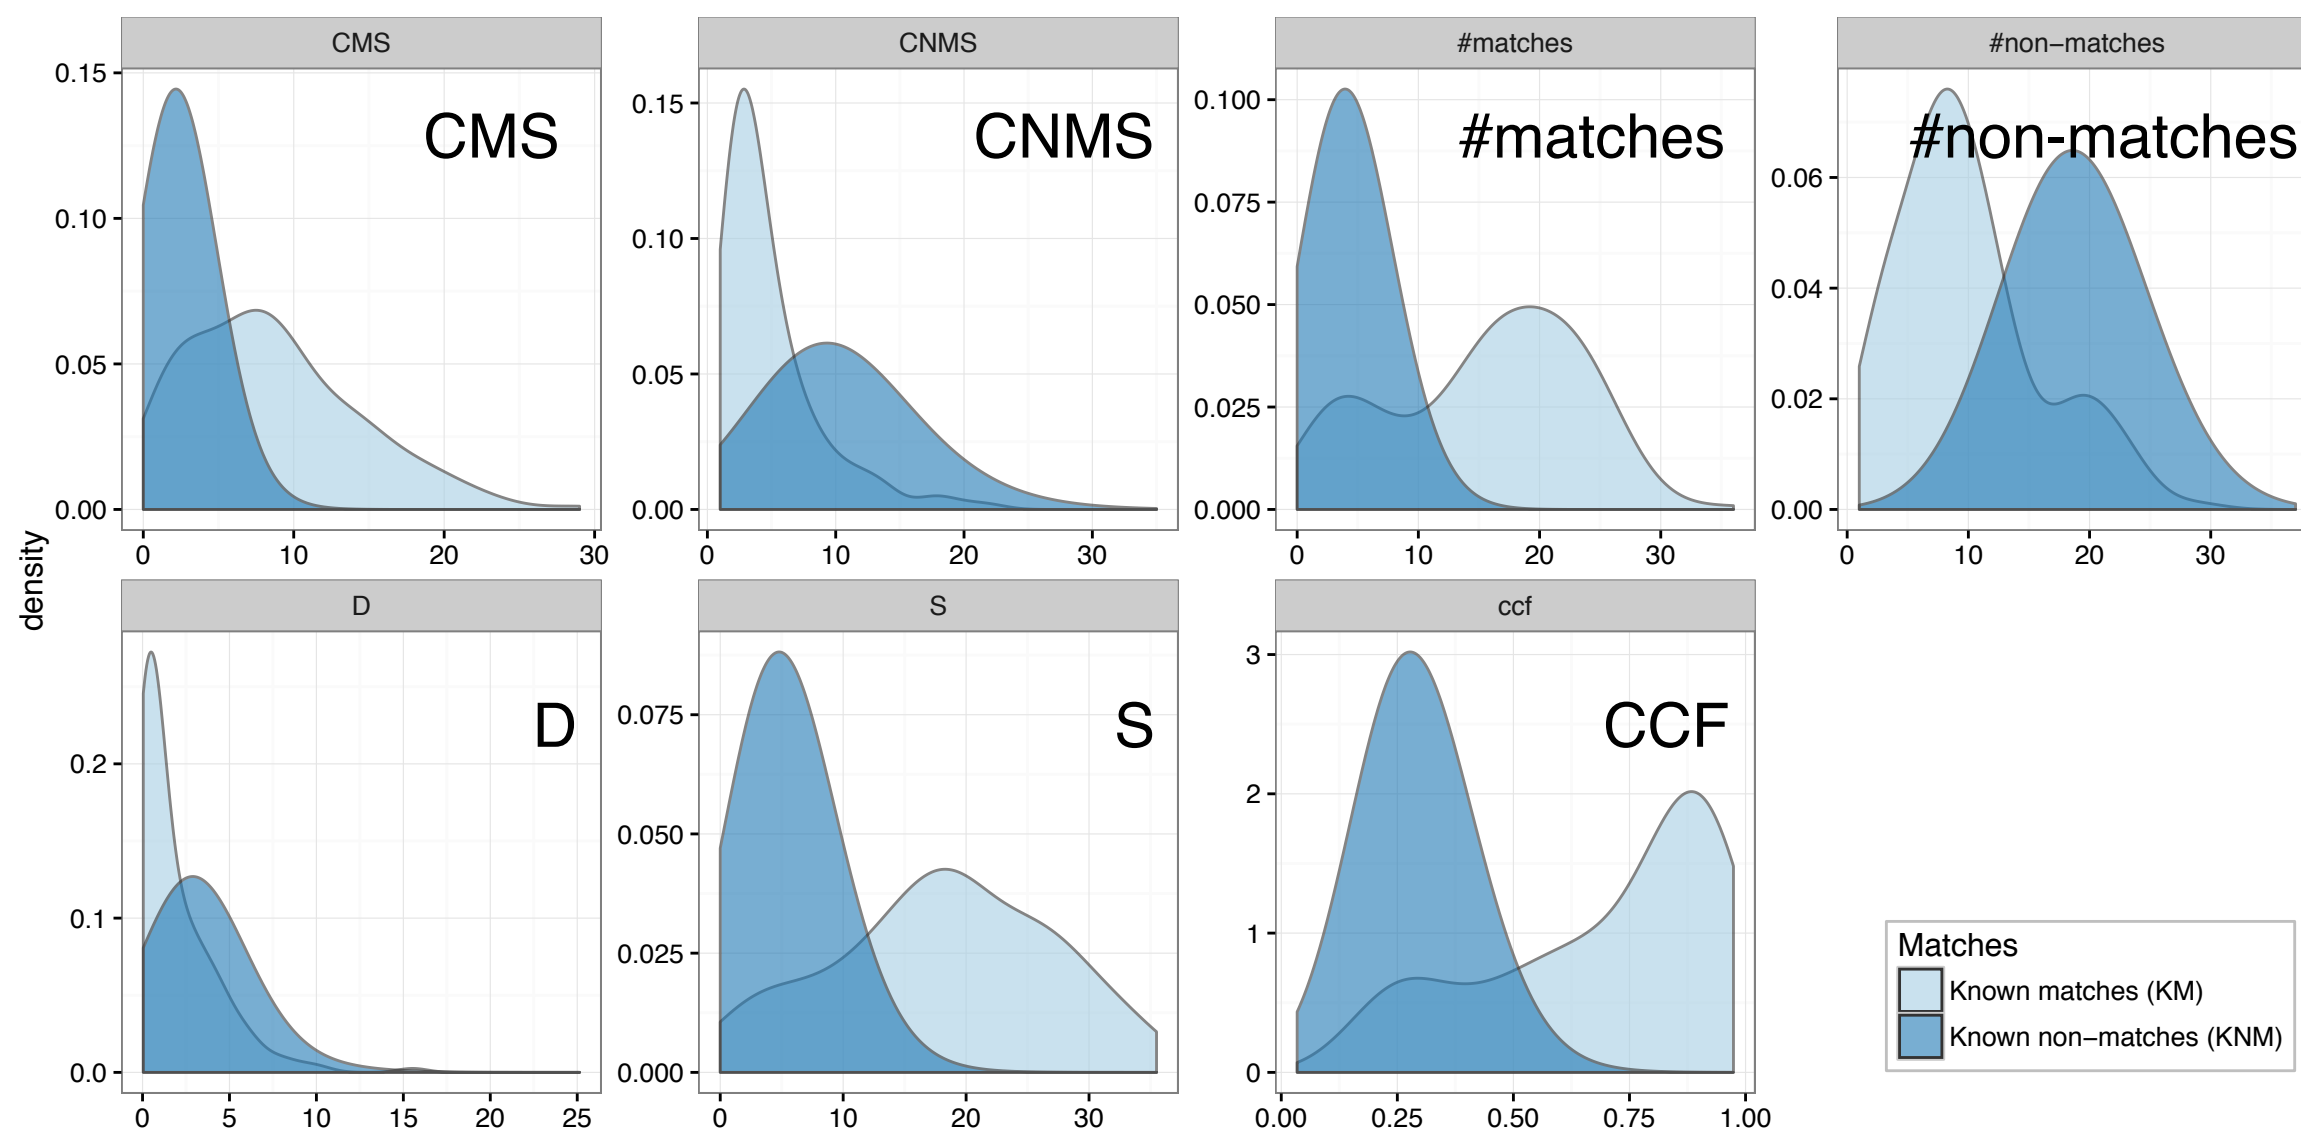 CMS
CNMS
#matches
#non−matches
CMS
CNMS
#matches
#non-matches
0.15
0.10
0.05
0.00
0.15
0.10
0.05
0.00
0.100
0.075
0.050
0.025
0.000
0.06
0.04
0.02
0.00
0 10 20 30
0 10 20 30
0 10 20 30
0 10 20 30
density
D
S
ccf
D
S
CCF
0.2
0.1
0.0
0.075
0.050
0.025
0.000
3
2
1
0
0 5 10 15 20 25
0 10 20 30
0.00 0.25 0.50 0.75 1.00
Matches
Known matches (KM)
Known non−matches (KNM)